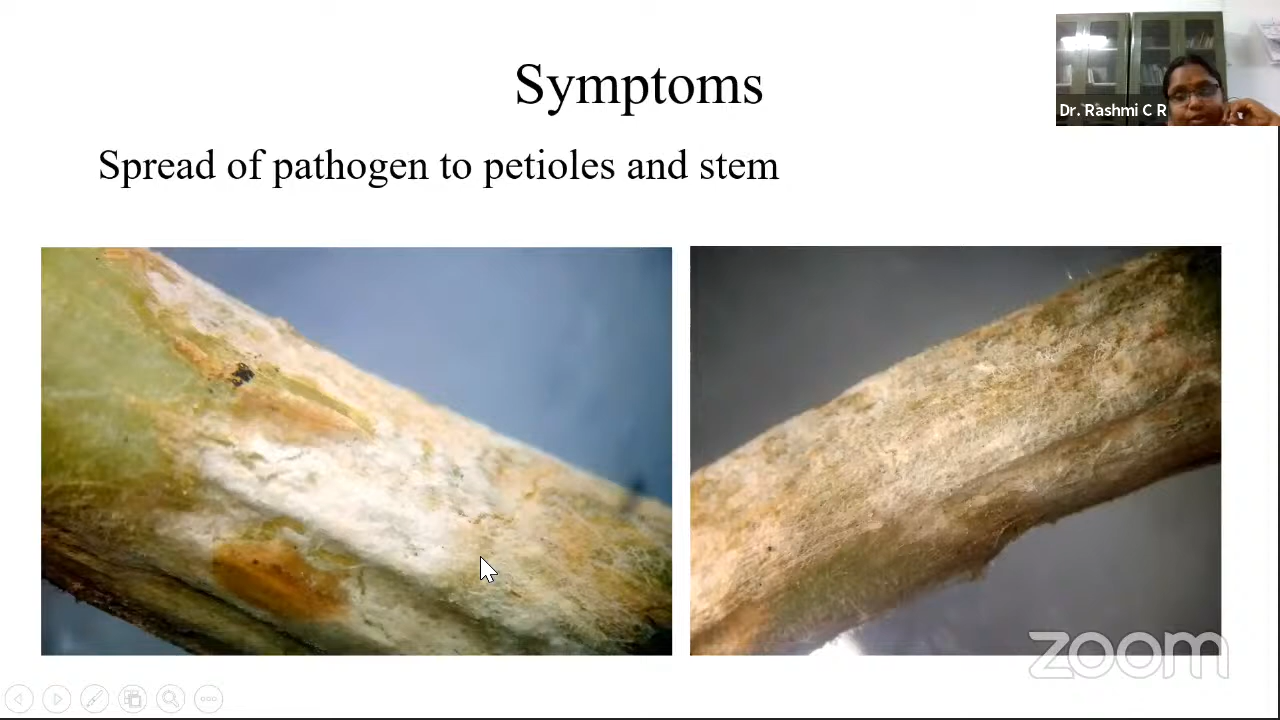 Symptoms
Dr. Rashmi C R
Spread of pathogen to petioles and stem
zoom